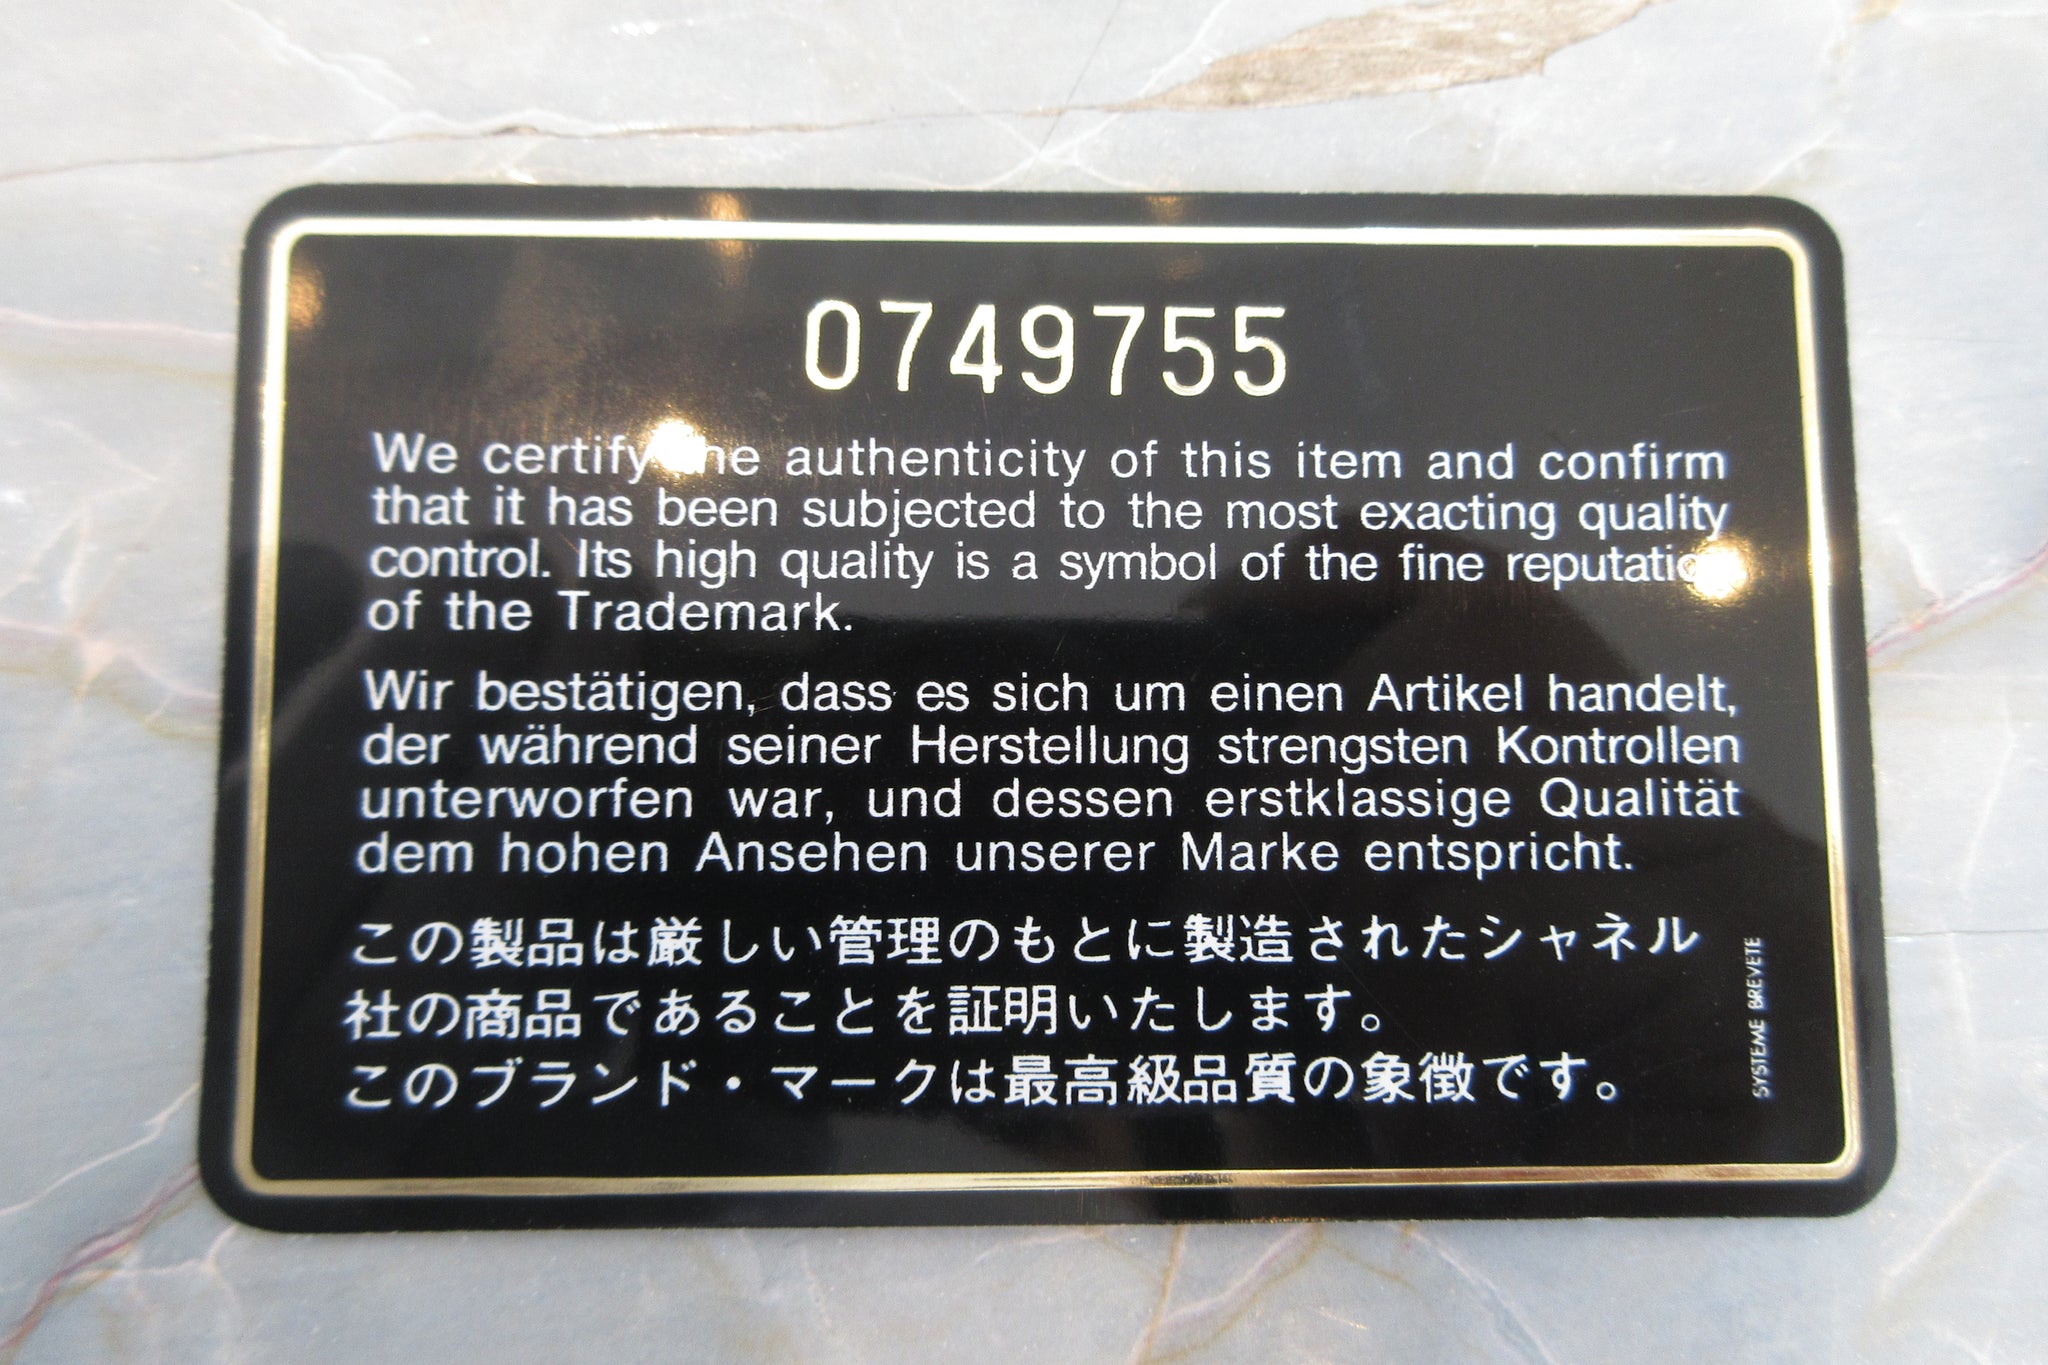 0749755
We certify the authenticity of this item and confirm
that it has been subjected to the most exacting quality
control. Its high quality is a symbol of the fine reputation
of the Trademark.
Wir bestätigen, dass es sich um einen Artikel handelt,
der während seiner Herstellung strengsten Kontrollen
unterworfen war, und dessen erstklassige Qualität
dem hohen Ansehen unserer Marke entspricht.
この製品は厳しい管理のもとに製造されたシャネル
社の商品であることを証明いたします。
このブランド・マークは最高級品質の象徴です。
SYSTEME BREVETE